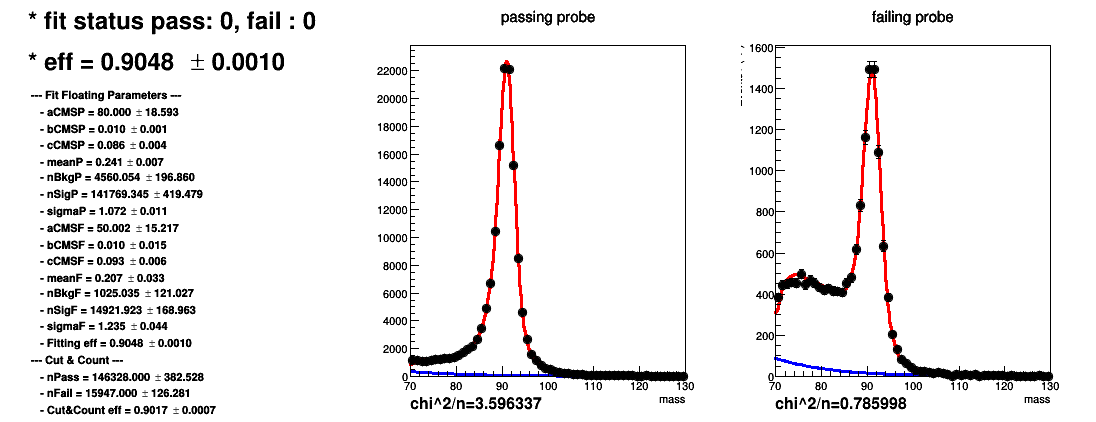 * fit status pass: 0, fail : 0
* eff = 0.9048 ± 0.0010
--- Fit Floating Parameters ---
- aCMSP = 80.000 ± 18.593
- bCMSP = 0.010 ± 0.001
- cCMSP = 0.086 ± 0.004
- meanP = 0.241 ± 0.007
- nBkgP = 4560.054 ± 196.860
- nSigP = 141769.345 ± 419.479
- sigmaP = 1.072 ± 0.011
- aCMSF = 50.002 ± 15.217
- bCMSF = 0.010 ± 0.015
- cCMSF = 0.093 ± 0.006
- meanF = 0.207 ± 0.033
- nBkgF = 1025.035 ± 121.027
- nSigF = 14921.923 ± 168.963
- sigmaF = 1.235 ± 0.044
- Fitting eff = 0.9048 ± 0.0010
--- Cut & Count ---
- nPass = 146328.000 ± 382.528
- nFail = 15947.000 ± 126.281
- Cut&Count eff = 0.9017 ± 0.0007
passing probe
22000
20000
18000
16000
14000
12000
10000
8000
6000
4000
2000
0
70 80 90 100 110 120 130
mass
chi^2/n=3.596337
failing probe
1600
1400
1200
1000
800
600
400
200
0
70 80 90 100 110 120 130
mass
chi^2/n=0.785998